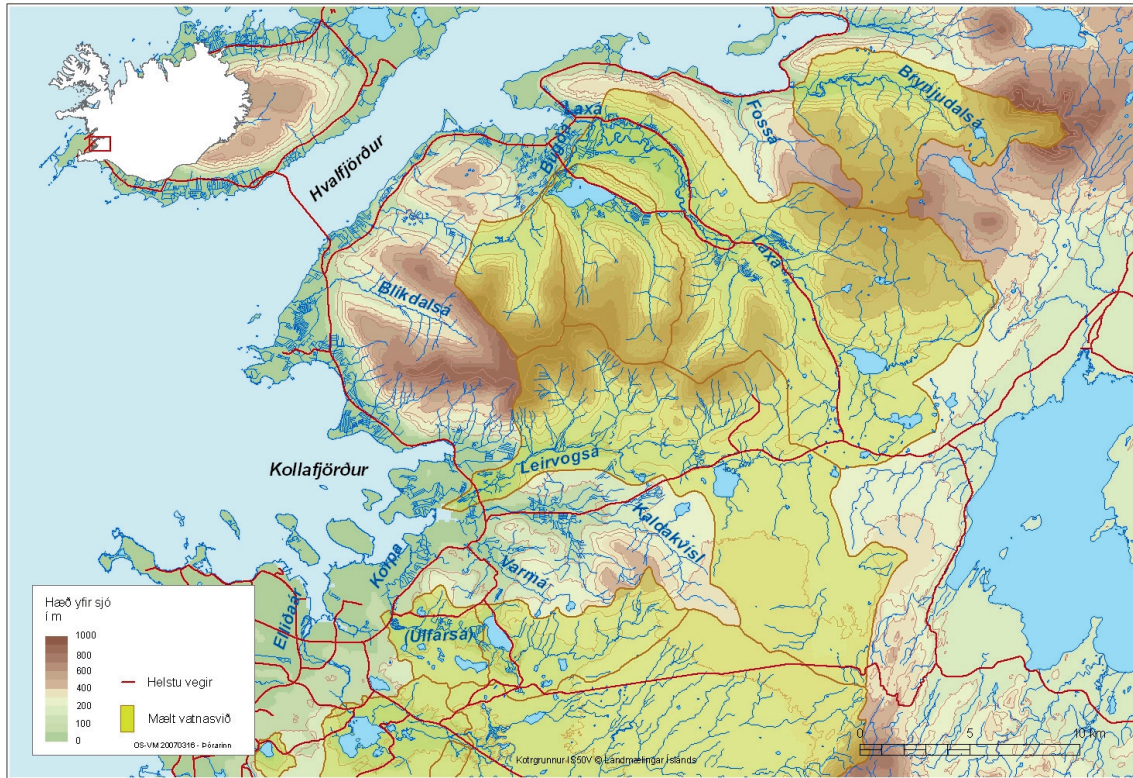 Laxá
Bugða
Fossá
Brynjudalsá
Hvalfjörður
Laxá
Blikdalsá
Leirvogsá
Kollafjörður
Kaldakvísl
Korpa
Varmá
(Úlfarsá)
Elliðaár
Hæð yfir sjó
í m
1000
800
600
400
200
100
0
Helstu vegir
Mælt vatnasvið
OS-VM 20070316 - Þórarinn
0 5 10 km
Kortgrunnur IS50V © Landmælingar Íslands